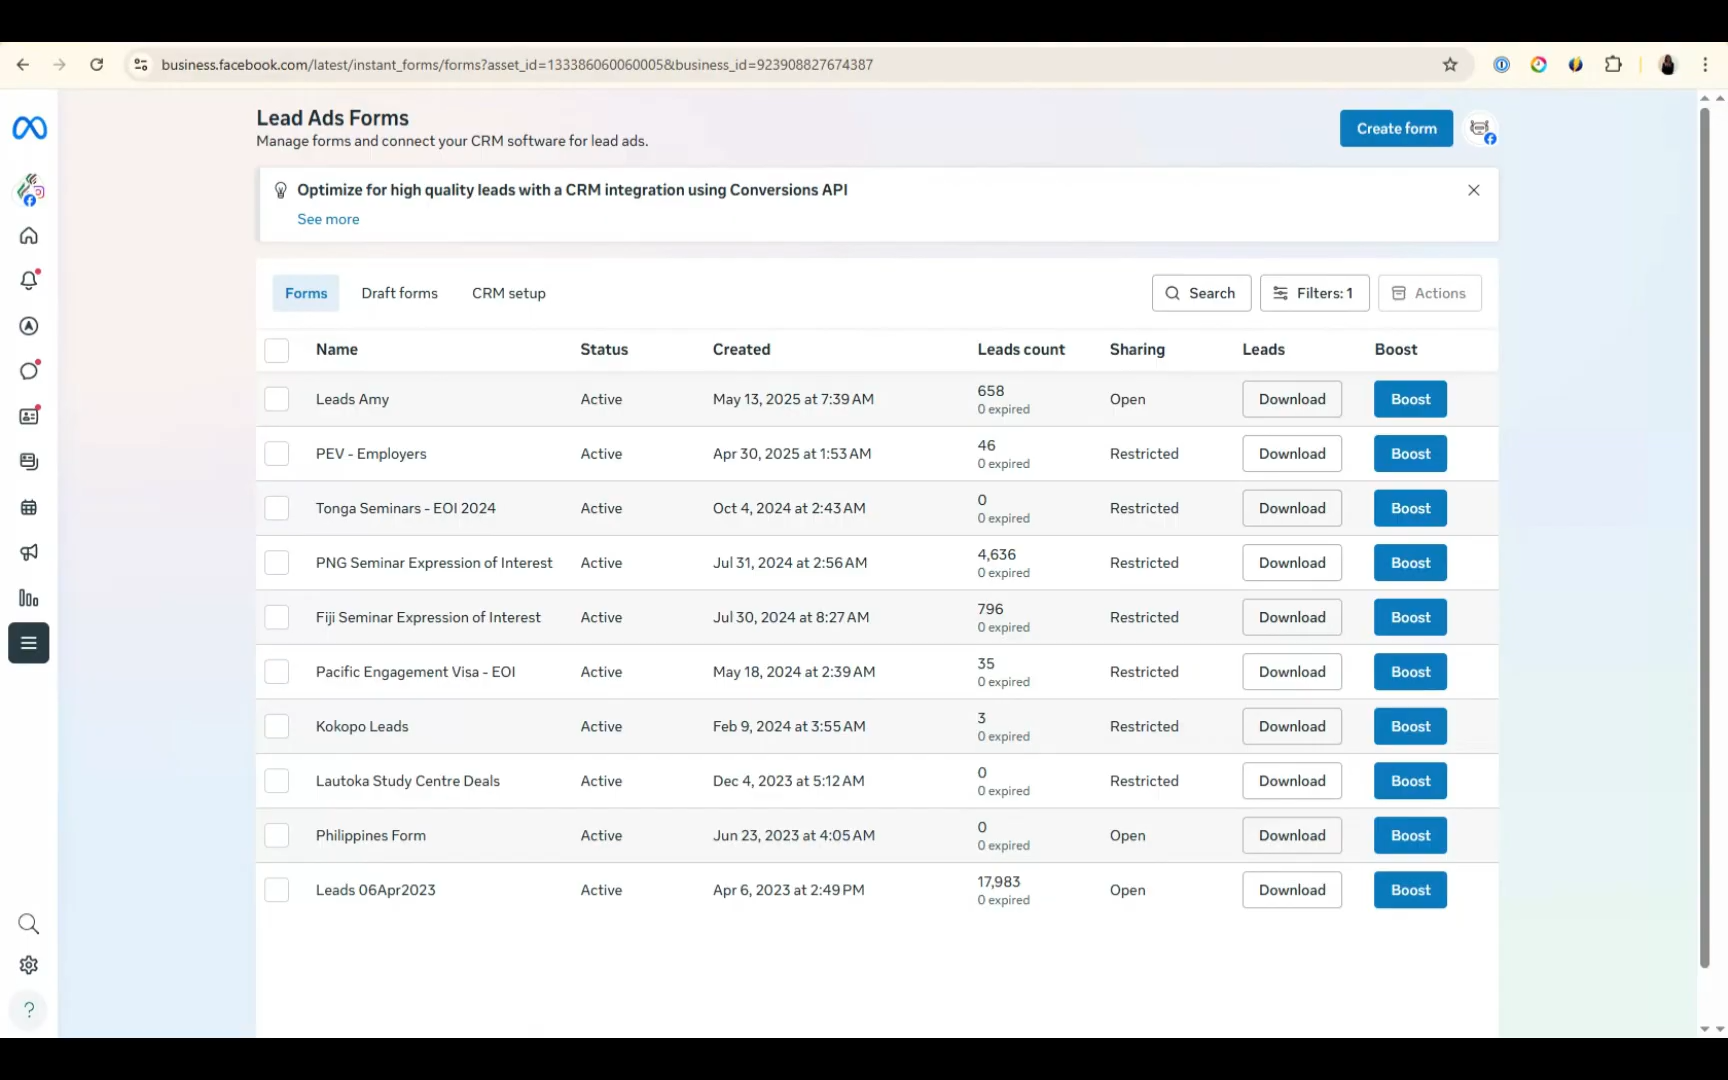 business.facebook.com/latest/instant_forms/forms?asset_id=133386060060005&business_id=923908827674387
Lead Ads Forms
Manage forms and connect your CRM software for lead ads.
Create form
Optimize for high quality leads with a CRM integration using Conversions API
See more
Forms Draft forms CRM setup Search Filters: 1 Actions
Name Status Created Leads count Sharing Leads Boost
Leads Amy Active May 13, 2025 at 7:39 AM 658 Open Download Boost
0 expired
PEV - Employers Active Apr 30, 2025 at 1:53 AM 46 Restricted Download Boost
0 expired
Tonga Seminars - EOI 2024 Active Oct 4, 2024 at 2:43 AM 0 Restricted Download Boost
0 expired
PNG Seminar Expression of Interest Active Jul 31, 2024 at 2:56 AM 4,636 Restricted Download Boost
0 expired
Fiji Seminar Expression of Interest Active Jul 30, 2024 at 8:27 AM 796 Restricted Download Boost
0 expired
Pacific Engagement Visa - EOI Active May 18, 2024 at 2:39 AM 35 Restricted Download Boost
0 expired
Kokopo Leads Active Feb 9, 2024 at 3:55 AM 3 Restricted Download Boost
0 expired
Lautoka Study Centre Deals Active Dec 4, 2023 at 5:12 AM 0 Restricted Download Boost
0 expired
Philippines Form Active Jun 23, 2023 at 4:05 AM 0 Open Download Boost
0 expired
Leads 06Apr2023 Active Apr 6, 2023 at 2:49 PM 17,983 Open Download Boost
0 expired